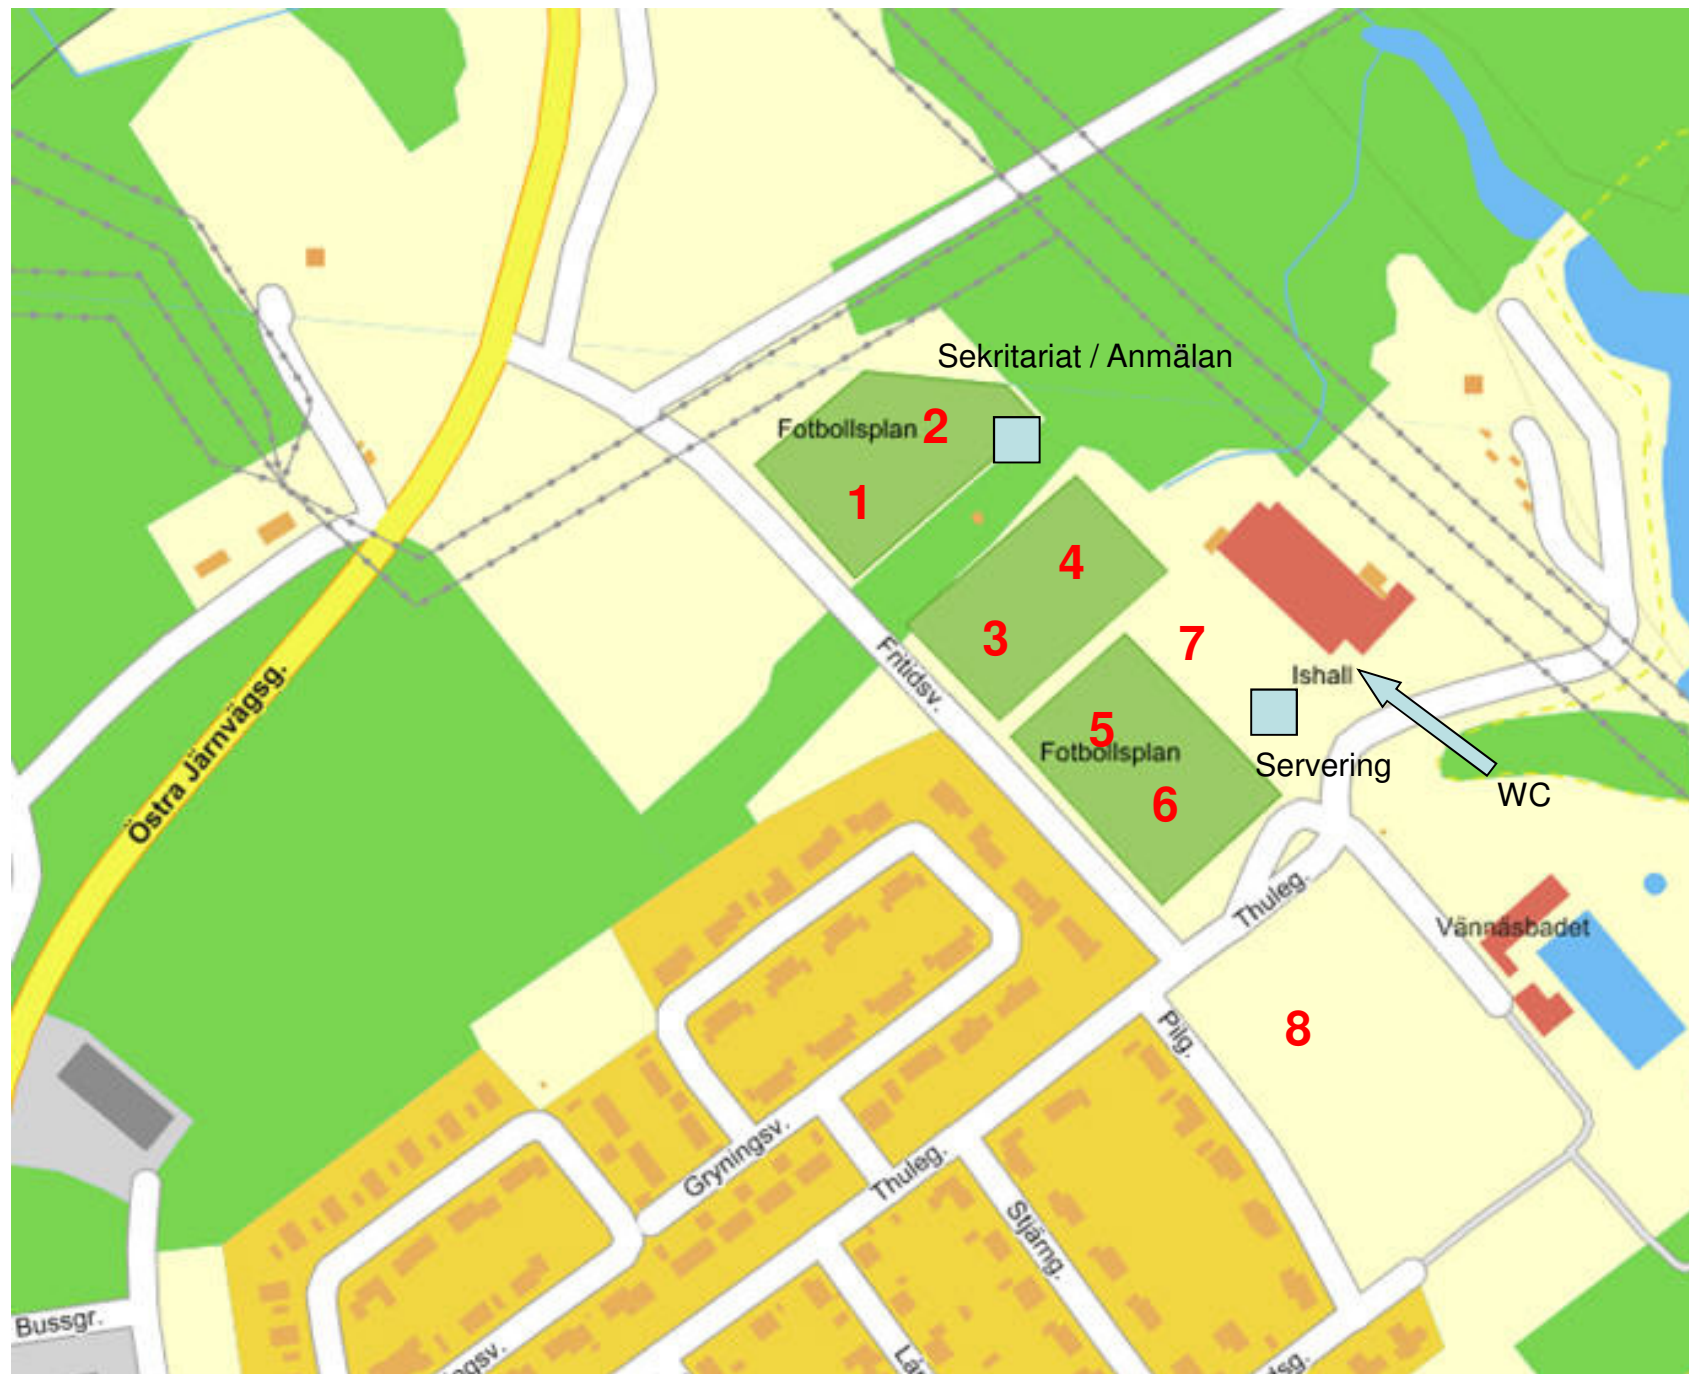 Sekritariat / Anmälan
Fotbollsplan
2
1
4
3
7
Fritidsv.
Ishall
5
Fotbollsplan
Servering
WC
6
Östra Järnvägsg.
Thuleg.
Vännäsbadet
8
Pilg.
Gryningsv.
Thuleg.
Stjärng.
Bussgr.